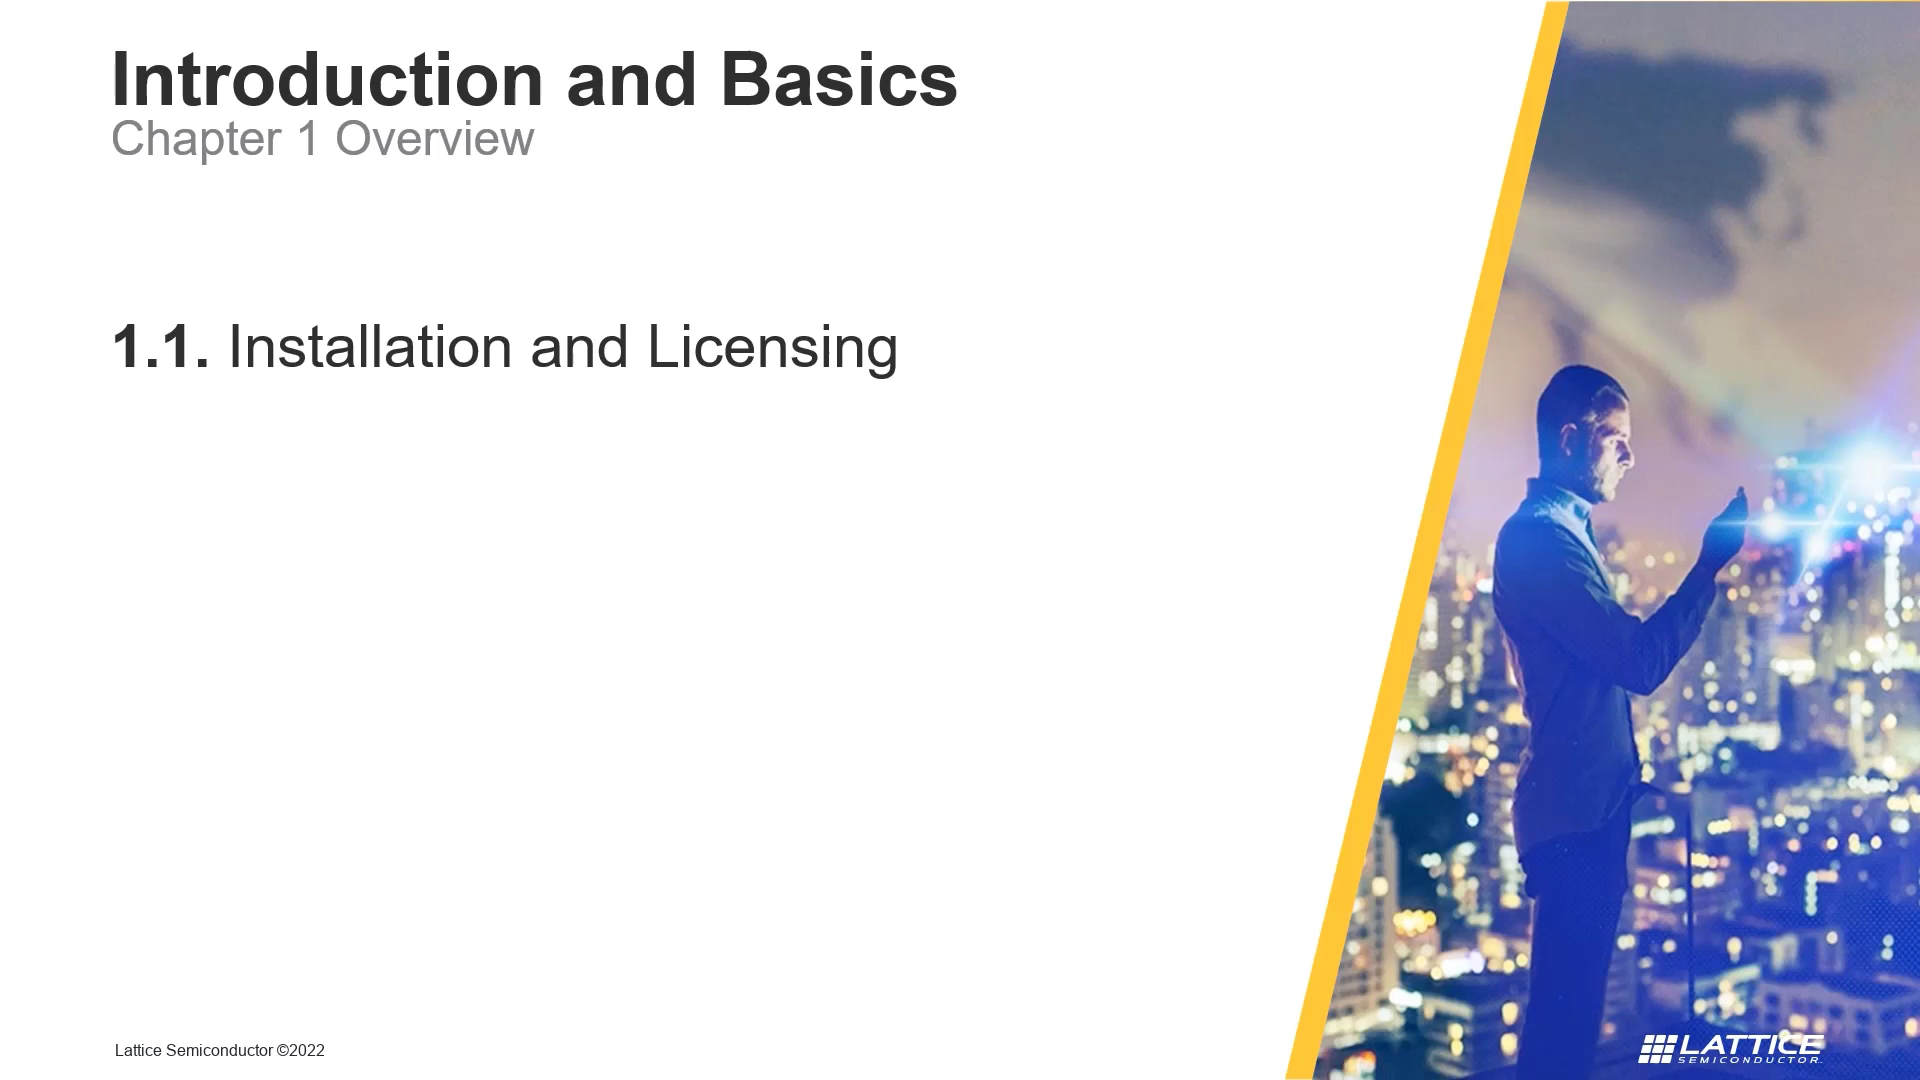 Introduction and Basics
Chapter 1 Overview
1.1. Installation and Licensing
Lattice Semiconductor ©2022
LATTICE
SEMICONDUCTOR